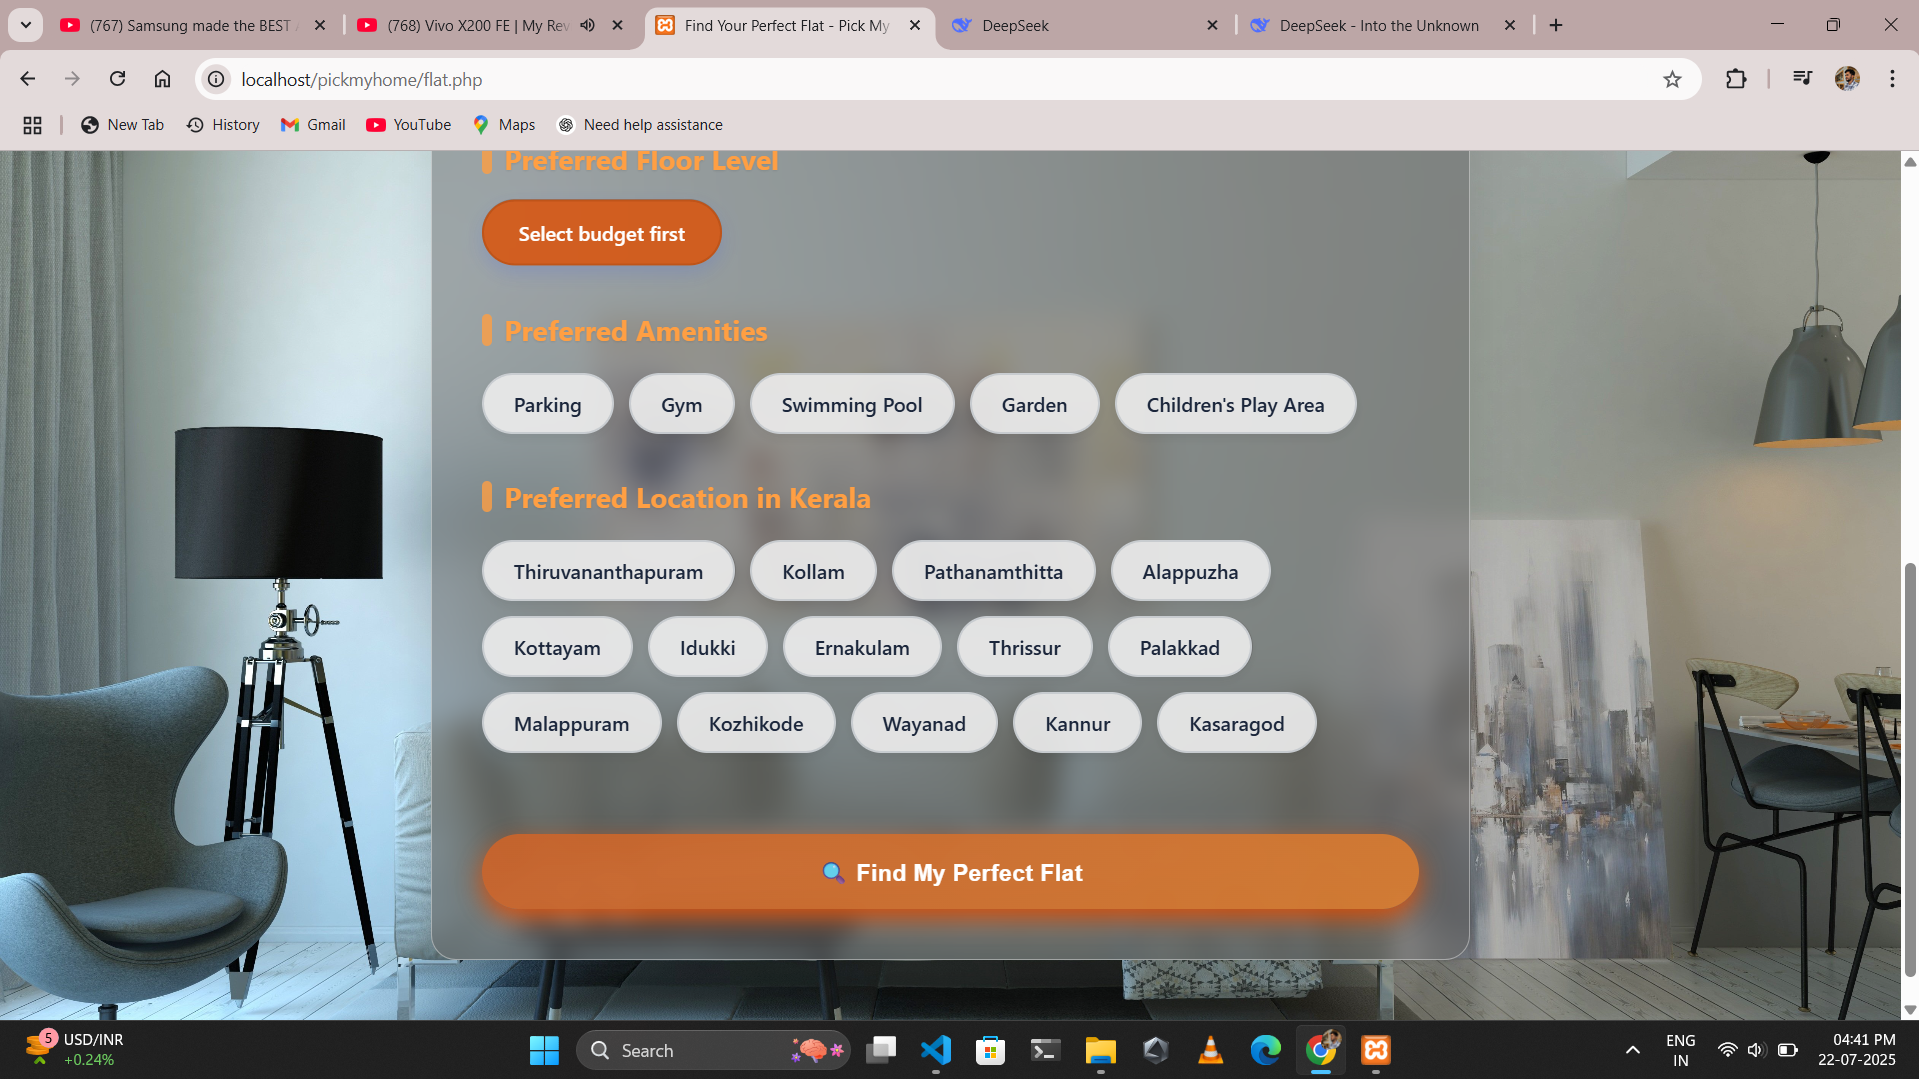 (767) Samsung made the BEST
(768) Vivo X200 FE | My Rev
Find Your Perfect Flat - Pick My
DeepSeek
DeepSeek - Into the Unknown
localhost/pickmyhome/flat.php
New Tab
History
Gmail
YouTube
Maps
Need help assistance
Preferred Floor Level
Select budget first
Preferred Amenities
Parking
Gym
Swimming Pool
Garden
Children's Play Area
Preferred Location in Kerala
Thiruvananthapuram
Kollam
Pathanamthitta
Alappuzha
Kottayam
Idukki
Ernakulam
Thrissur
Palakkad
Malappuram
Kozhikode
Wayanad
Kannur
Kasaragod
Find My Perfect Flat
5
USD/INR
+0.24%
Search
ENG
IN
04:41 PM
22-07-2025